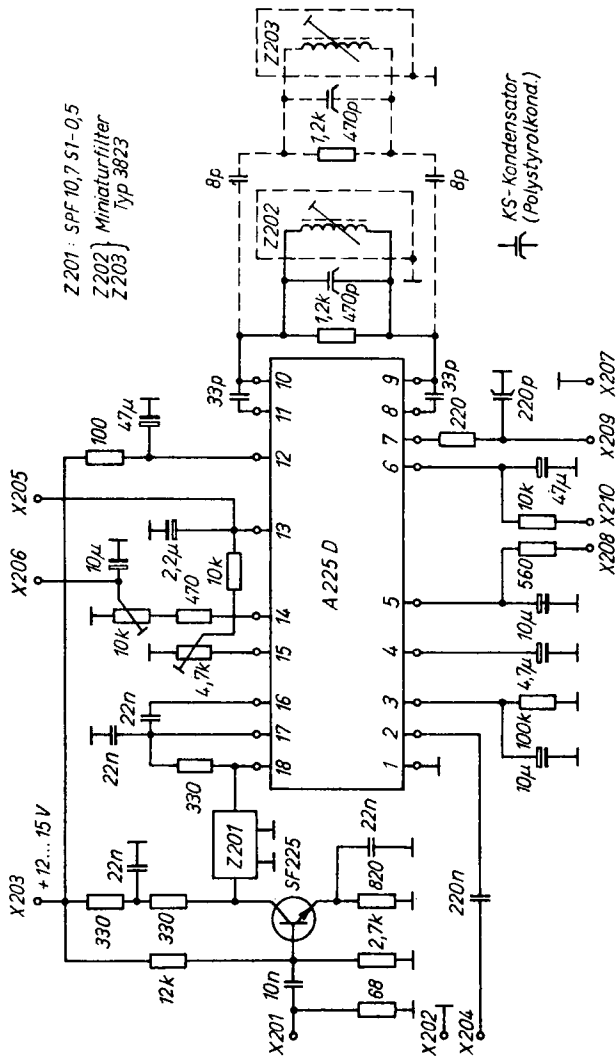 Z 201 : SPF 10,7 S1-0,5
Z 202 } Miniaturfilter
Z 203 } Typ 3823
X203
+12...15 V
X206
X205
330
22n
330
12k
22n
22n
10k
10µ
470
4,7k
10k
2,2µ
100
47µ
33p
330
Z201
SF225
10n
68
2,7k
820
22n
X201
X202
X204
220n
18
17
16
15
14
13
12
11
10
A 225 D
1
2
3
4
5
6
7
8
9
10µ
100k
4,7µ
10µ
560
10k
47µ
220
220p
33p
X208
X210
X209
X207
1,2k
470p
Z202
8p
8p
1,2k
470p
Z203
KS-Kondensator
(Polystyrolkond.)